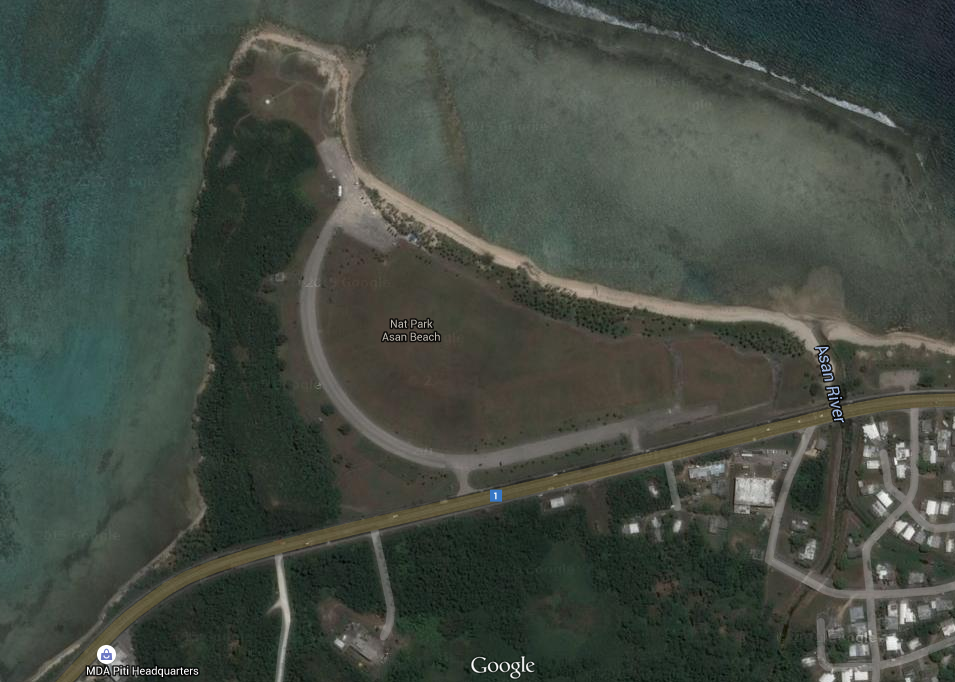 Nat Park
Asan Beach
Asan River
1
MDA Piti Headquarters
Google